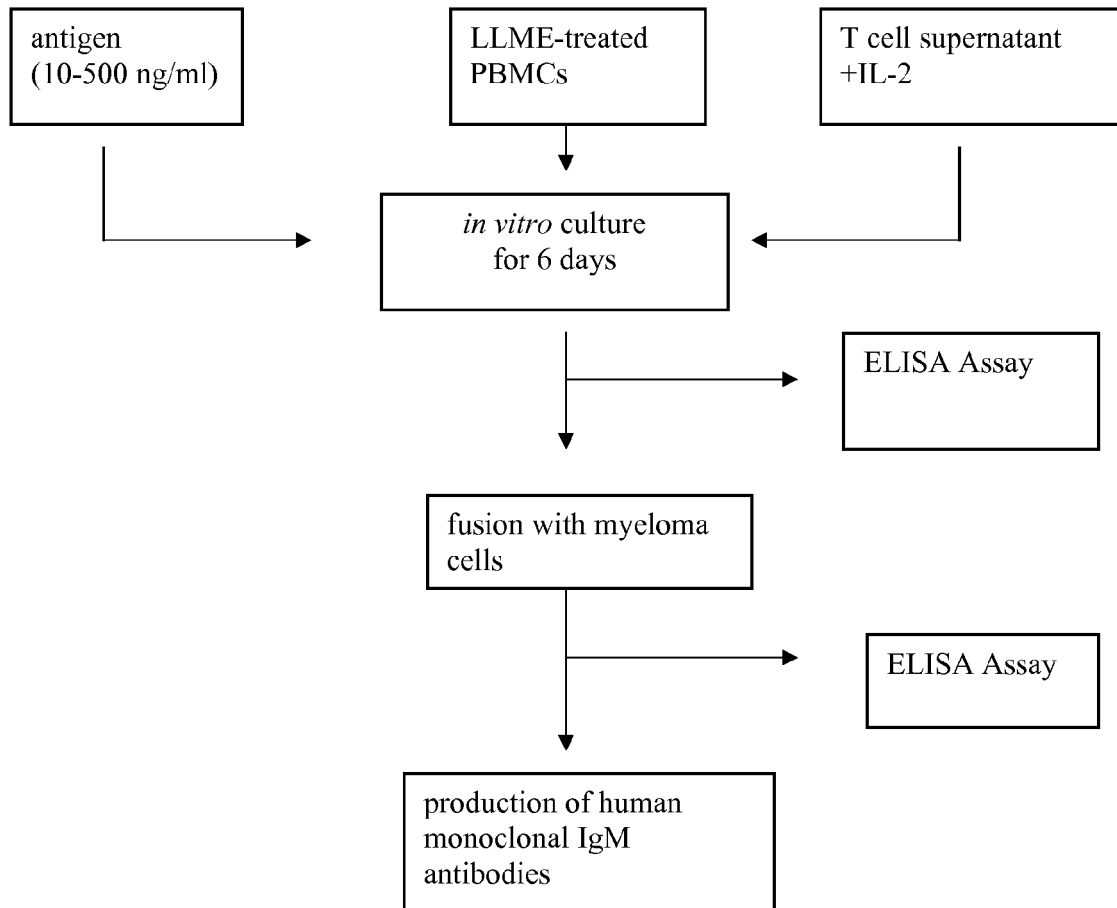 antigen
(10-500 ng/ml)
LLME-treated
PBMCs
T cell supernatant
+IL-2
in vitro culture
for 6 days
ELISA Assay
fusion with myeloma
cells
ELISA Assay
production of human
monoclonal IgM
antibodies